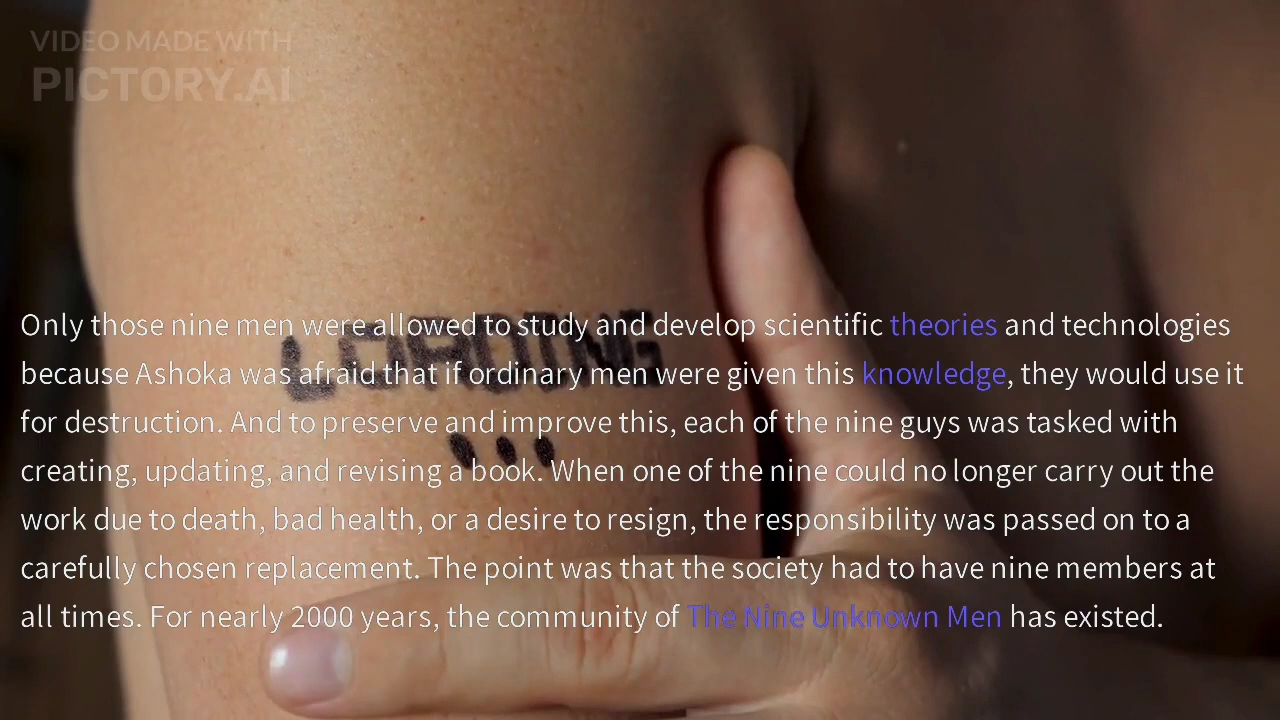 VIDEO MADE WITH
PICTORY.AI
LOADING
...
Only those nine men were allowed to study and develop scientific theories and technologies
because Ashoka was afraid that if ordinary men were given this knowledge, they would use it
for destruction. And to preserve and improve this, each of the nine guys was tasked with
creating, updating, and revising a book. When one of the nine could no longer carry out the
work due to death, bad health, or a desire to resign, the responsibility was passed on to a
carefully chosen replacement. The point was that the society had to have nine members at
all times. For nearly 2000 years, the community of The Nine Unknown Men has existed.